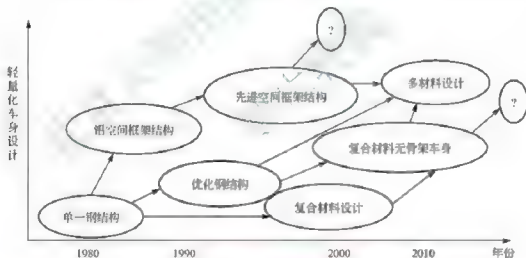 ?
先进空间框架结构
多材料设计
?
铝空间框架结构
复合材料无骨架车身
优化钢结构
复合材料设计
单一钢结构
轻量化车身设计
1980
1990
2000
2010
年份